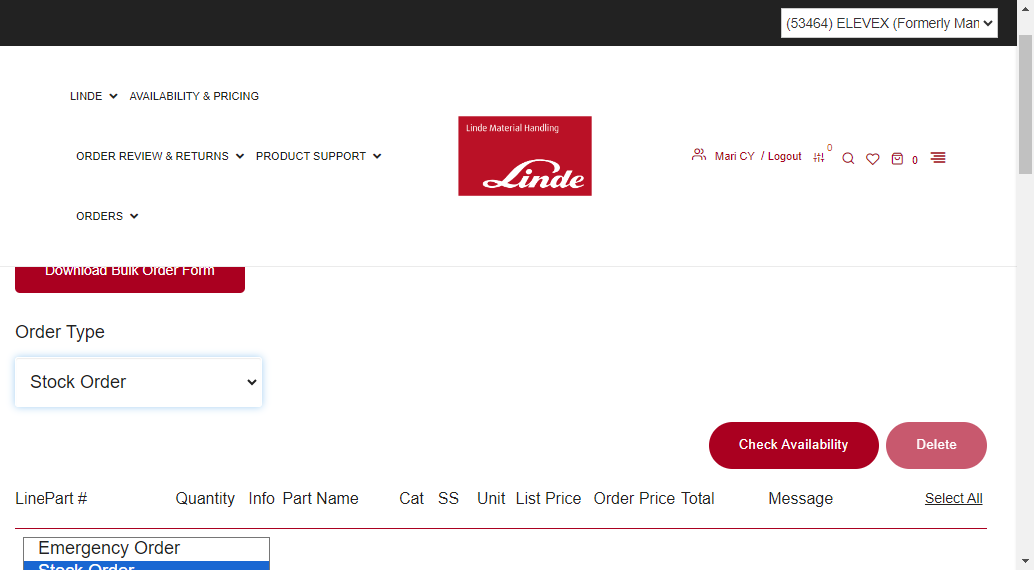 (53464) ELEVEX (Formerly Man
LINDE AVAILABILITY & PRICING
ORDER REVIEW & RETURNS PRODUCT SUPPORT
ORDERS
Linde Material Handling
Linde
Mari CY / Logout 0 0
Download Bulk Order Form
Order Type
Stock Order
Check Availability Delete
LinePart # Quantity Info Part Name Cat SS Unit List Price Order Price Total Message Select All
Emergency Order
Stock Order